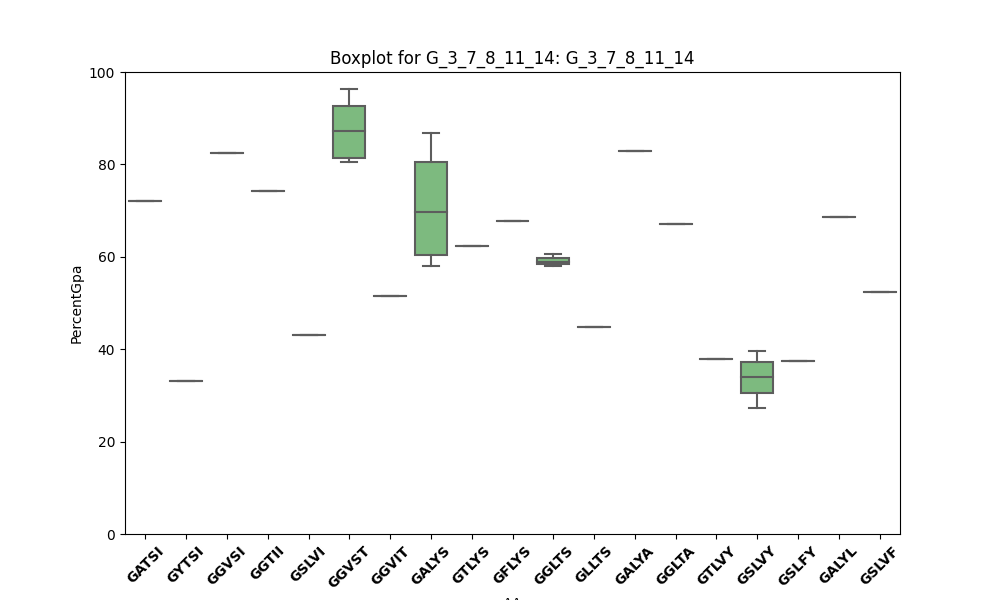 Boxplot for G_3_7_8_11_14: G_3_7_8_11_14
PercentGpa
100
80
60
40
20
0
GATSI GYTSI GGVSI GGTII GSLVI GGVST GGVIT GALYS GTLYS GFLYS GGLTS GLLTS GALYA GGLTA GTLVY GSLVY GSLFY GALYL GSLVF